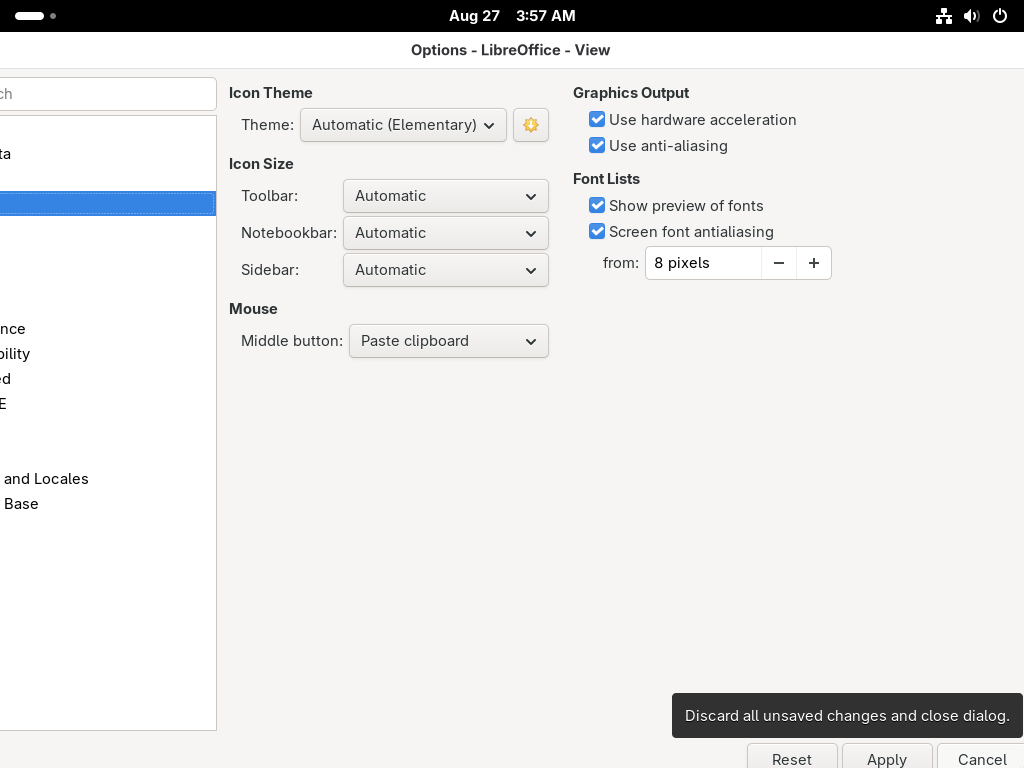 Aug 27 3:57 AM
Options - LibreOffice - View
ch
ta
nce
bility
ed
E
and Locales
Base
Icon Theme
Theme: Automatic (Elementary)
Icon Size
Toolbar: Automatic
Notebookbar: Automatic
Sidebar: Automatic
Mouse
Middle button: Paste clipboard
Graphics Output
Use hardware acceleration
Use anti-aliasing
Font Lists
Show preview of fonts
Screen font antialiasing
from: 8 pixels
Discard all unsaved changes and close dialog.
Reset Apply Cancel